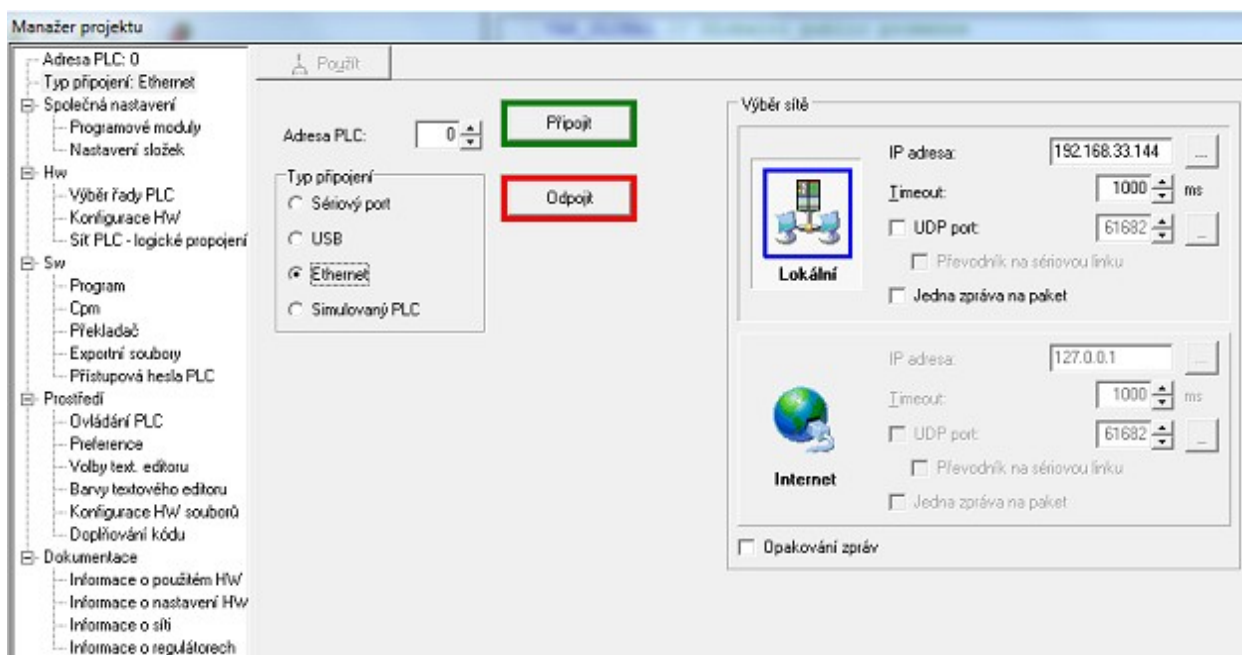 Manažer projektu
Adresa PLC: 0
Typ připojení: Ethernet
Společná nastavení
Programové moduly
Nastavení složek
Hw
Výběr řady PLC
Konfigurace HW
Síť PLC - logické propojení
Sw
Program
Cpm
Překladač
Exportní soubory
Přístupová hesla PLC
Prostředí
Ovládání PLC
Preference
Volby text. editoru
Barvy textového editoru
Konfigurace HW souborů
Doplňování kódu
Dokumentace
Informace o použitém HW
Informace o nastavení HW
Informace o síti
Informace o regulátorech
Použít
Adresa PLC: 0
Připojit
Odpojit
Typ připojení
Sériový port
USB
Ethernet
Simulovaný PLC
Výběr sítě
Lokální
IP adresa: 192.168.33.144 ...
Timeout: 1000 ms
UDP port: 61682 ...
Převodník na sériovou linku
Jedna zpráva na paket
Internet
IP adresa: 127.0.0.1 ...
Timeout: 1000 ms
UDP port: 61682 ...
Převodník na sériovou linku
Jedna zpráva na paket
Opakování zpráv